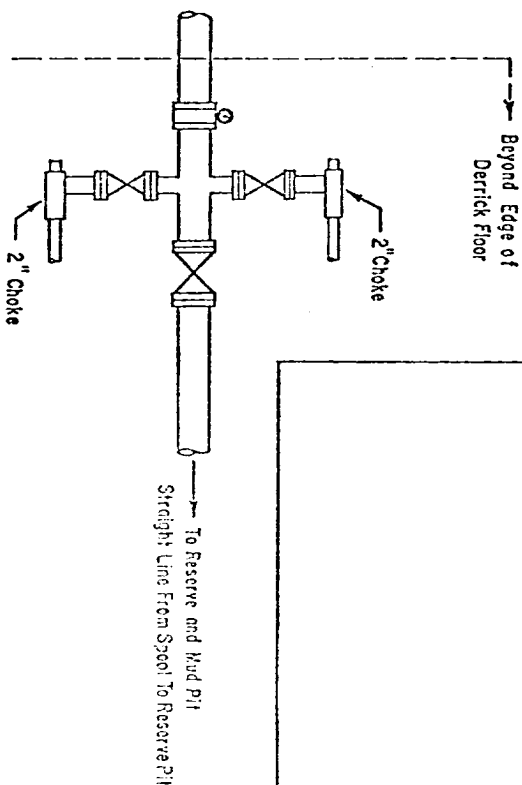 Beyond Edge of
Derrick Floor
2" Choke
2" Choke
To Reserve and Mud Pit
Straight Line From Spool To Reserve Pit